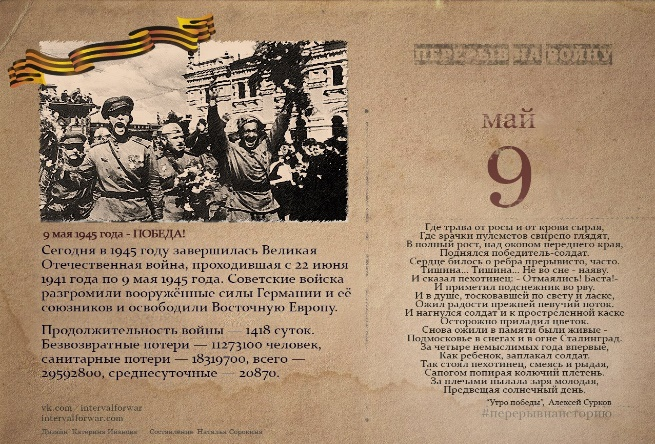 9 мая 1945 года - ПОБЕДА!
Сегодня в 1945 году завершилась Великая
Отечественная война, проходившая с 22 июня
1941 года по 9 мая 1945 года. Советские войска
разгромили вооружённые силы Германии и её
союзников и освободили Восточную Европу.
Продолжительность войны — 1418 суток.
Безвозвратные потери — 11273100 человек,
санитарные потери — 18319700, всего —
29592800, среднесуточные — 20870.
vk.com/intervalforwar
intervalforwar.com
Дизайн Катерина Иванова Составление Наталья Сорокина
ПЕРЕРЫВ НА ВОЙНУ
май
9
Где трава от росы и от крови сырая,
Где зрачки пулеметов свирепо глядят,
В полный рост, над окопом переднего края,
Поднялся победитель-солдат.
Сердце билось о ребра прерывисто, часто.
Тишина... Тишина... Не во сне - наяву.
И сказал пехотинец: - Отмаялись! Баста!-
И приметил подснежник во рву.
И в душе, тосковавшей по свету и ласке,
Ожил радости прежней певучий поток.
И нагнулся солдат и к простреленной каске
Осторожно приладил цветок.
Снова ожили в памяти были живые -
Подмосковье в снегах и в огне Сталинград.
За четыре немыслимых года впервые,
Как ребенок, заплакал солдат.
Так стоял пехотинец, смеясь и рыдая,
Сапогом попирая колючий плетень.
За плечами пылала заря молодая,
Предвещая солнечный день.
"Утро победы", Алексей Сурков
#перерывнаисторию